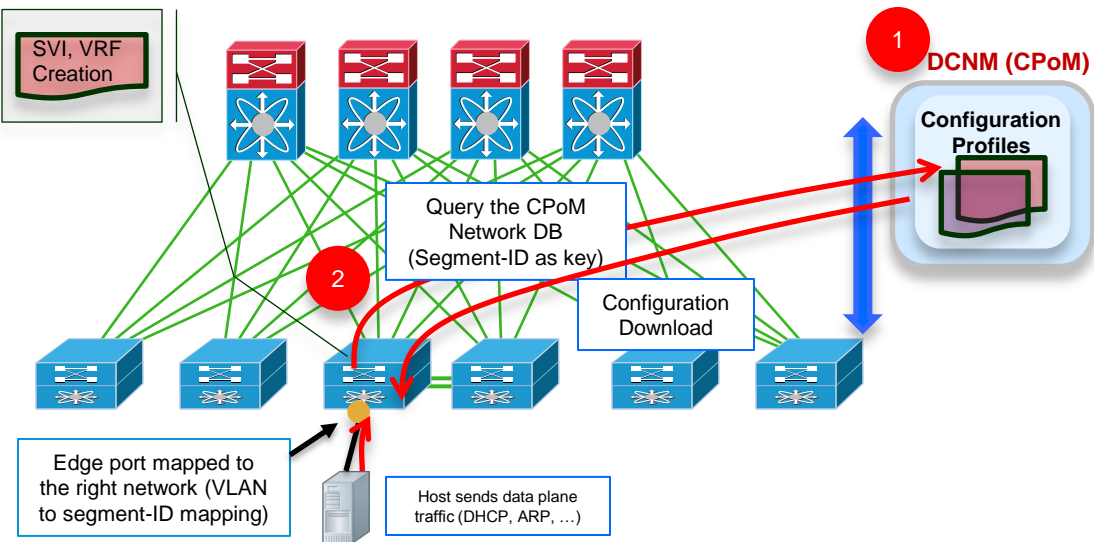 SVI, VRF
Creation
1
DCNM (CPoM)
Configuration
Profiles
Query the CPoM
Network DB
(Segment-ID as key)
2
Configuration
Download
Edge port mapped to
the right network (VLAN
to segment-ID mapping)
Host sends data plane
traffic (DHCP, ARP, …)